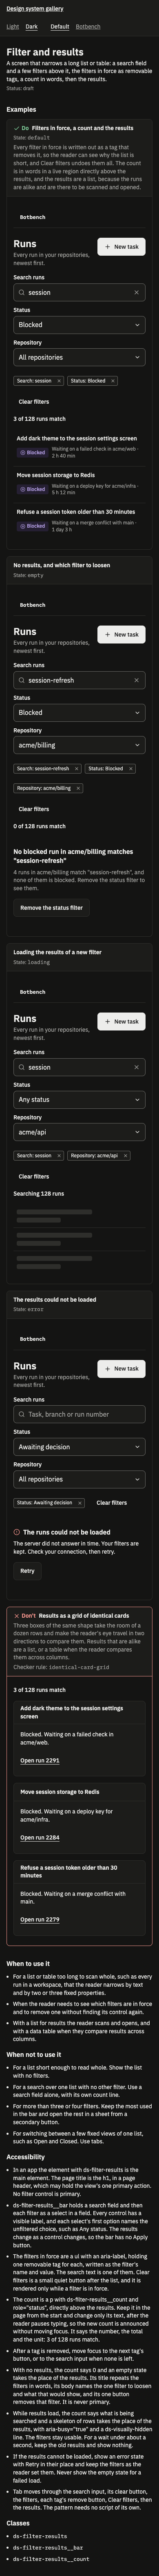 Design system gallery
Light Dark Default Botbench
Filter and results
A screen that narrows a long list or table: a search field
and a few filters above it, the filters in force as removable
tags, a count in words, then the results.
Status: draft
Examples
Do Filters in force, a count and the results
State: default
Every filter in force is written out as a tag that
removes it, so the reader can see why the list is
short, and Clear filters undoes them all. The count
is in words in a live region directly above the
results, and the results are a list, because the runs
are alike and are to be scanned and opened.
Botbench
Runs
Every run in your repositories,
newest first.
New task
Search runs
session
Status
Blocked
Repository
All repositories
Search: session
Status: Blocked
Clear filters
3 of 128 runs match
Add dark theme to the session settings screen
Blocked
Waiting on a failed check in acme/web ·
2 h 40 min
Move session storage to Redis
Blocked
Waiting on a deploy key for acme/infra ·
5 h 12 min
Refuse a session token older than 30 minutes
Blocked
Waiting on a merge conflict with main ·
1 day 3 h
No results, and which filter to loosen
State: empty
Botbench
Runs
Every run in your repositories,
newest first.
New task
Search runs
session-refresh
Status
Blocked
Repository
acme/billing
Search: session-refresh
Status: Blocked
Repository: acme/billing
Clear filters
0 of 128 runs match
No blocked run in acme/billing matches
"session-refresh"
4 runs in acme/billing match "session-refresh", and
none of them is blocked. Remove the status filter to
see them.
Remove the status filter
Loading the results of a new filter
State: loading
Botbench
Runs
Every run in your repositories,
newest first.
New task
Search runs
session
Status
Any status
Repository
acme/api
Search: session
Repository: acme/api
Clear filters
Searching 128 runs
The results could not be loaded
State: error
Botbench
Runs
Every run in your repositories,
newest first.
New task
Search runs
Task, branch or run number
Status
Awaiting decision
Repository
All repositories
Status: Awaiting decision
Clear filters
The runs could not be loaded
The server did not answer in time. Your filters are
kept. Check your connection, then retry.
Retry
Don't Results as a grid of identical cards
Three boxes of the same shape take the room of a
dozen rows and make the reader's eye travel in two
directions to compare them. Results that are alike
are a list, or a table when the reader compares
them across columns.
Checker rule: identical-card-grid
3 of 128 runs match
Add dark theme to the session settings
screen
Blocked. Waiting on a failed check in
acme/web.
Open run 2291
Move session storage to Redis
Blocked. Waiting on a deploy key for
acme/infra.
Open run 2284
Refuse a session token older than 30
minutes
Blocked. Waiting on a merge conflict with
main.
Open run 2279
When to use it
• For a list or table too long to scan whole, such as every
run in a workspace, that the reader narrows by text
and by two or three fixed properties.
• When the reader needs to see which filters are in force
and to remove one without finding its control again.
• With a list for results the reader scans and opens, and
with a data table when they compare results across
columns.
When not to use it
• For a list short enough to read whole. Show the list
with no filters.
• For a search over one list with no other filter. Use a
search field alone, with its own count line.
• For more than three or four filters. Keep the most used
in the bar and open the rest in a sheet from a
secondary button.
• For switching between a few fixed views of one list,
such as Open and Closed. Use tabs.
Accessibility
• In an app the element with ds-filter-results is the
main element. The page title is the h1, in a page
header, which may hold the view's one primary action.
No filter control is primary.
• ds-filter-results__bar holds a search field and then
each filter as a select in a field. Every control has a
visible label, and each select's first option names the
unfiltered choice, such as Any status. The results
change as a control changes, so the bar has no Apply
button.
• The filters in force are a ul with an aria-label, holding
one removable tag for each, written as the filter's
name and value. The search text is one of them. Clear
filters is a small quiet button after the list, and it is
rendered only while a filter is in force.
• The count is a p with ds-filter-results__count and
role="status", directly above the results. Keep it in the
page from the start and change only its text, after the
reader pauses typing, so the new count is announced
without moving focus. It says the number, the total
and the unit: 3 of 128 runs match.
• After a tag is removed, move focus to the next tag's
button, or to the search input when none is left.
• With no results, the count says 0 and an empty state
takes the place of the results. Its title repeats the
filters in words, its body names the one filter to loosen
and what that would show, and its one button
removes that filter. It is never primary.
• While results load, the count says what is being
searched and a skeleton of rows takes the place of the
results, with aria-busy="true" and a ds-visually-hidden
line. The filters stay usable. For a wait under about a
second, keep the old results and show nothing.
• If the results cannot be loaded, show an error state
with Retry in their place and keep the filters as the
reader set them. Never show the empty state for a
failed load.
• Tab moves through the search input, its clear button,
the filters, each tag's remove button, Clear filters, then
the results. The pattern needs no script of its own.
Classes
• ds-filter-results
• ds-filter-results__bar
• ds-filter-results__count